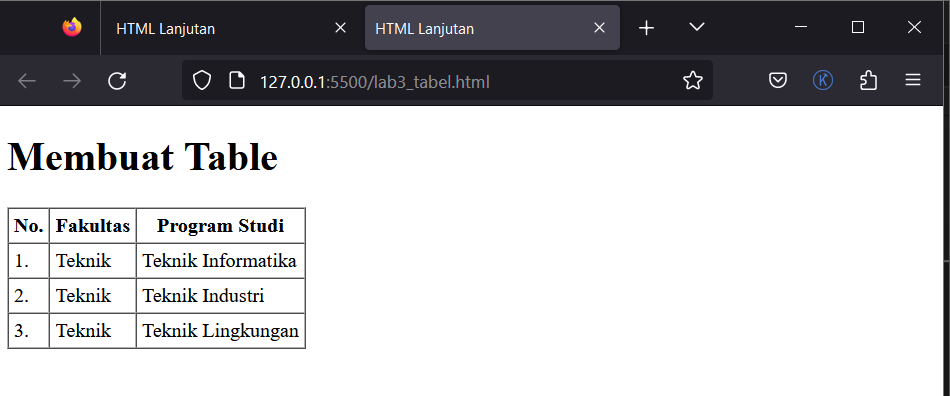 HTML Lanjutan
HTML Lanjutan
127.0.0.1:5500/lab3_tabel.html
Membuat Table
No. Fakultas Program Studi
1. Teknik Teknik Informatika
2. Teknik Teknik Industri
3. Teknik Teknik Lingkungan